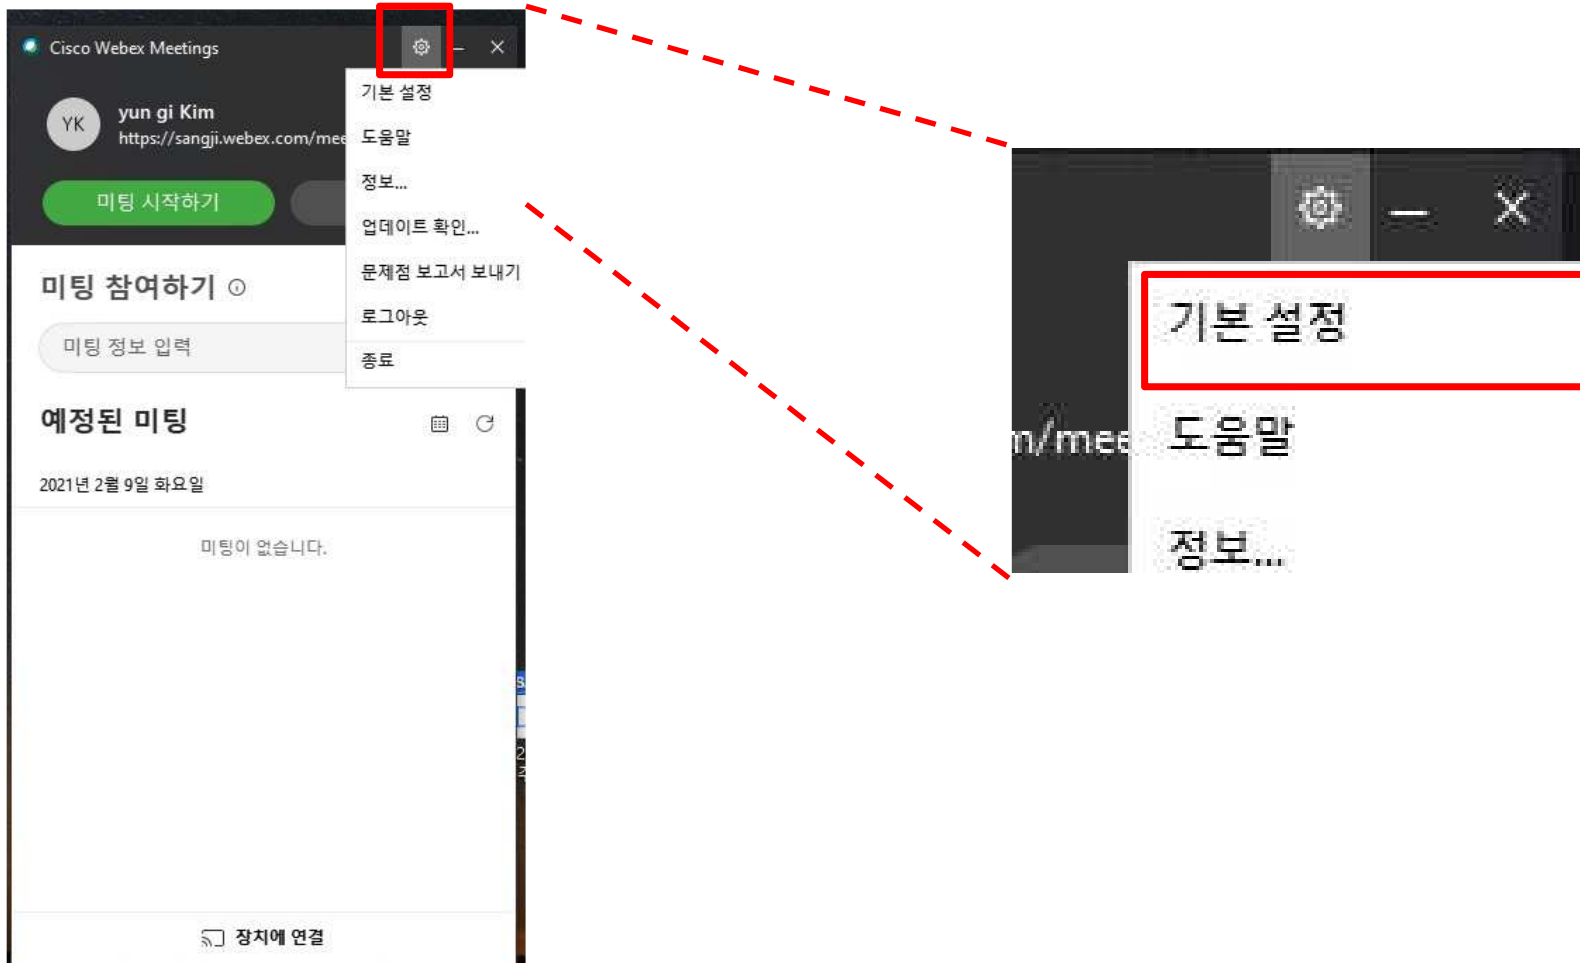 Cisco Webex Meetings
YK
yun gi Kim
https://sangji.webex.com/mee
미팅 시작하기
기본 설정
도움말
정보...
업데이트 확인...
문제점 보고서 보내기
로그아웃
종료
미팅 참여하기
미팅 정보 입력
예정된 미팅
2021년 2월 9일 화요일
미팅이 없습니다.
장치에 연결
기본 설정
n/mee
도움말
정보...